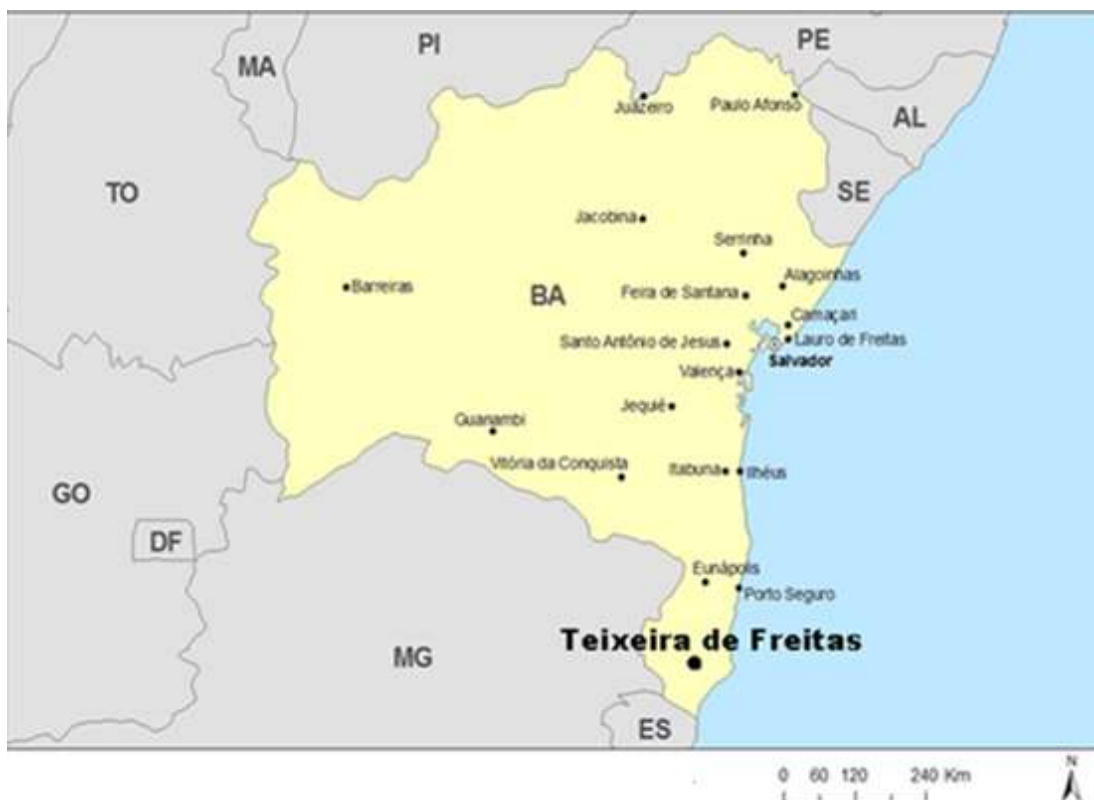 PI
PE
MA
Juazeiro
Paulo Afonso
AL
TO
SE
Jacobina
Serrinha
Alagoinhas
Barreiras
BA
Feira de Santana
Camaçari
Santo Antônio de Jesus
Lauro de Freitas
Salvador
Valença
Jequié
Guanambi
Vitória da Conquista
Itabuna
Ilhéus
GO
DF
Eunápolis
Porto Seguro
Teixeira de Freitas
MG
ES
N
0 60 120 240 Km